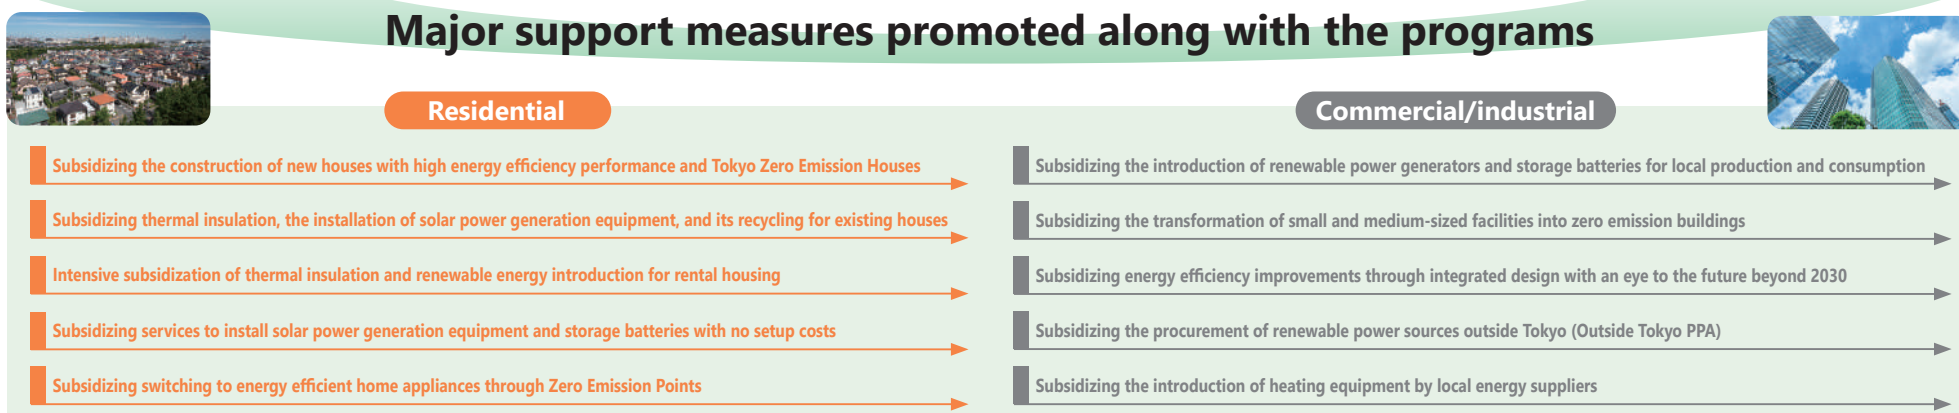 Major support measures promoted along with the programs
Residential
Subsidizing the construction of new houses with high energy efficiency performance and Tokyo Zero Emission Houses
Subsidizing thermal insulation, the installation of solar power generation equipment, and its recycling for existing houses
Intensive subsidization of thermal insulation and renewable energy introduction for rental housing
Subsidizing services to install solar power generation equipment and storage batteries with no setup costs
Subsidizing switching to energy efficient home appliances through Zero Emission Points
Commercial/industrial
Subsidizing the introduction of renewable power generators and storage batteries for local production and consumption
Subsidizing the transformation of small and medium-sized facilities into zero emission buildings
Subsidizing energy efficiency improvements through integrated design with an eye to the future beyond 2030
Subsidizing the procurement of renewable power sources outside Tokyo (Outside Tokyo PPA)
Subsidizing the introduction of heating equipment by local energy suppliers